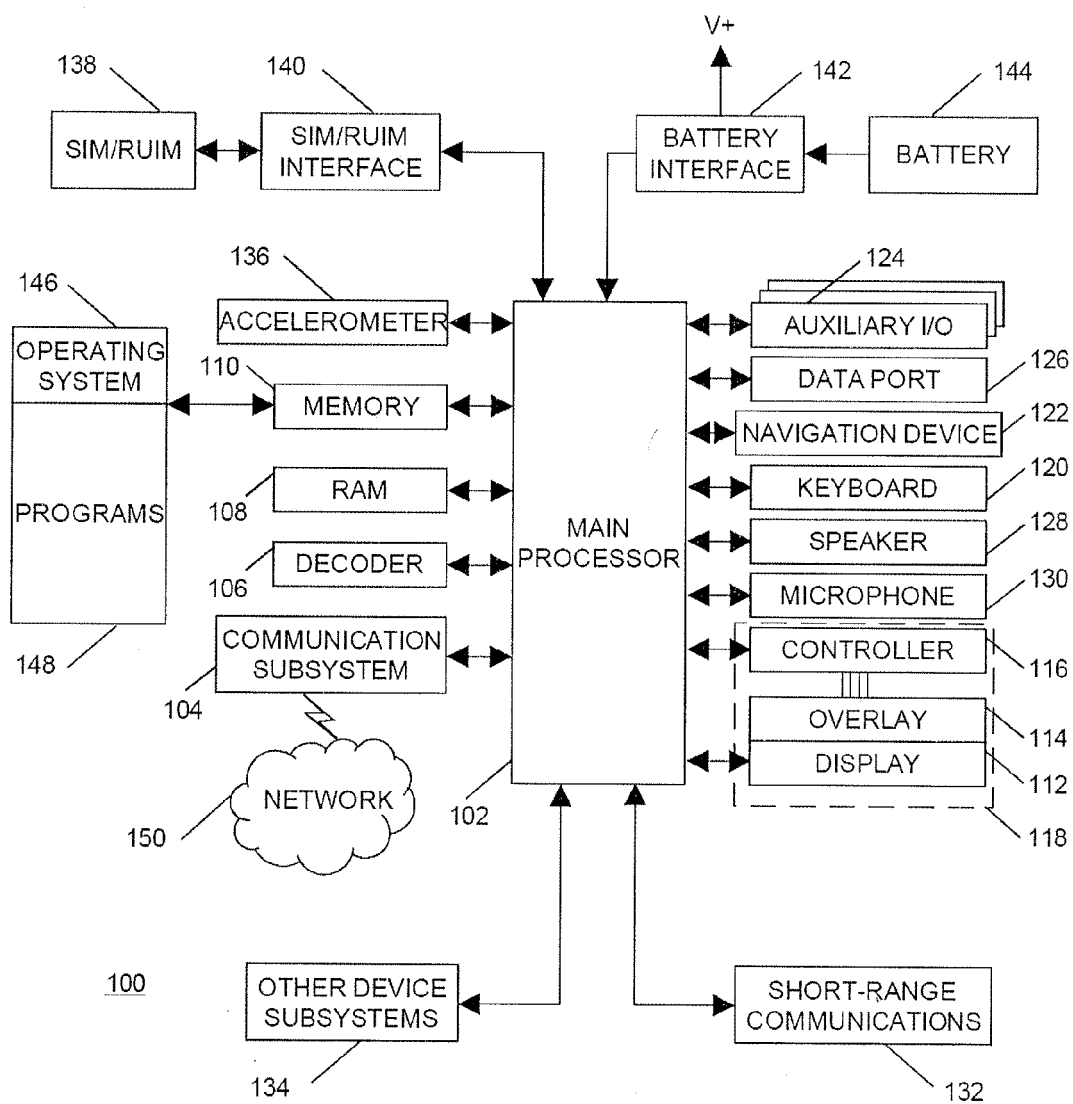 V+
138
140
142
144
SIM/RUIM
SIM/RUIM
INTERFACE
BATTERY
INTERFACE
BATTERY
136
124
146
ACCELEROMETER
AUXILIARY I/O
OPERATING
SYSTEM
110
MEMORY
DATA PORT
126
NAVIGATION DEVICE
122
PROGRAMS
108
RAM
KEYBOARD
120
MAIN
PROCESSOR
106
DECODER
SPEAKER
128
MICROPHONE
130
148
COMMUNICATION
SUBSYSTEM
104
CONTROLLER
116
OVERLAY
114
DISPLAY
112
NETWORK
150
102
118
100
OTHER DEVICE
SUBSYSTEMS
134
SHORT-RANGE
COMMUNICATIONS
132